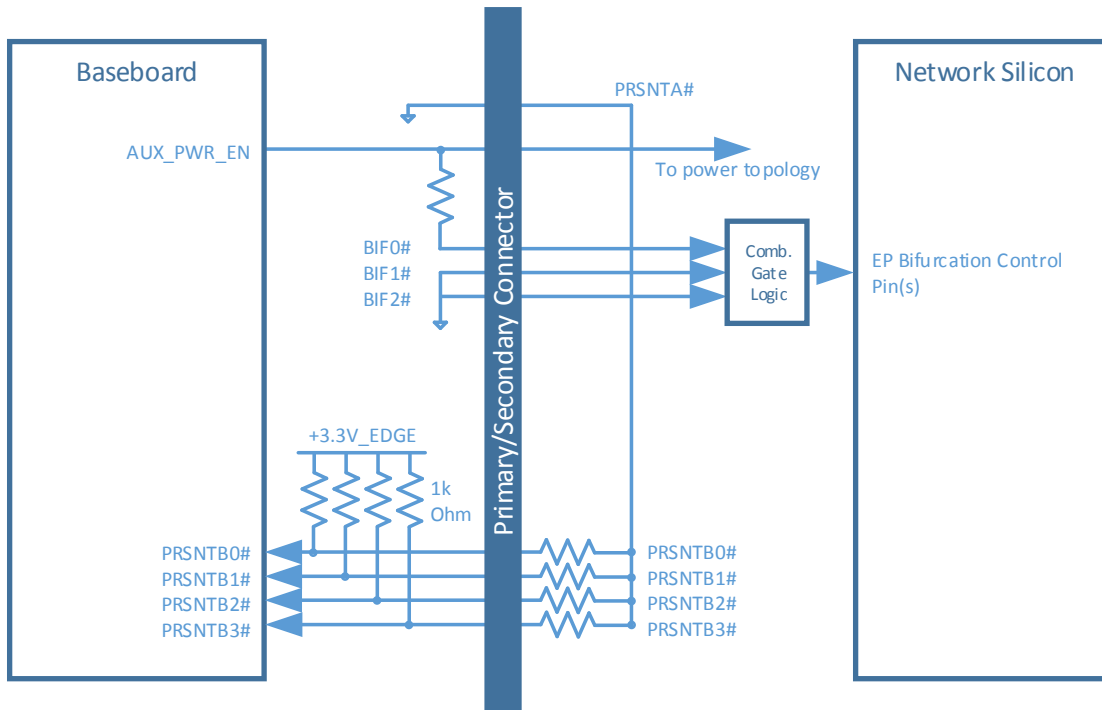 Baseboard
Network Silicon
PRSNTA#
AUX_PWR_EN
To power topology
Primary/Secondary Connector
BIF0#
BIF1#
BIF2#
Comb.
Gate
Logic
EP Bifurcation Control
Pin(s)
+3.3V_EDGE
1k
Ohm
PRSNTB0#
PRSNTB1#
PRSNTB2#
PRSNTB3#
PRSNTB0#
PRSNTB1#
PRSNTB2#
PRSNTB3#